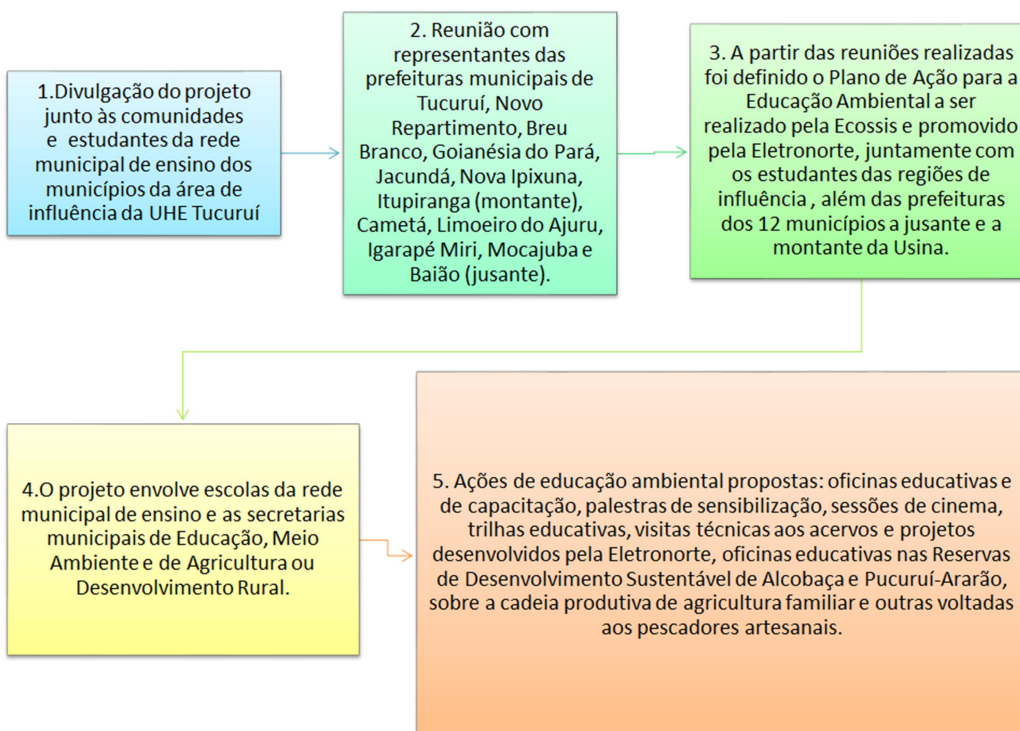 1.Divulgação do projeto
junto às comunidades
e estudantes da rede
municipal de ensino dos
municípios da área de
influência da UHE Tucuruí
2. Reunião com
representantes das
prefeituras municipais de
Tucuruí, Novo
Repartimento, Breu
Branco, Goianésia do Pará,
Jacundá, Nova Ipixuna,
Itupiranga (montante),
Cametá, Limoeiro do Ajuru,
Igarapé Miri, Mocajuba e
Baião (jusante).
3. A partir das reuniões realizadas
foi definido o Plano de Ação para a
Educação Ambiental a ser
realizado pela Ecossis e promovido
pela Eletronorte, juntamente com
os estudantes das regiões de
influência , além das prefeituras
dos 12 municípios a jusante e a
montante da Usina.
4.O projeto envolve escolas da rede
municipal de ensino e as secretarias
municipais de Educação, Meio
Ambiente e de Agricultura ou
Desenvolvimento Rural.
5. Ações de educação ambiental propostas: oficinas educativas e
de capacitação, palestras de sensibilização, sessões de cinema,
trilhas educativas, visitas técnicas aos acervos e projetos
desenvolvidos pela Eletronorte, oficinas educativas nas Reservas
de Desenvolvimento Sustentável de Alcobaça e Pucuruí-Ararão,
sobre a cadeia produtiva de agricultura familiar e outras voltadas
aos pescadores artesanais.